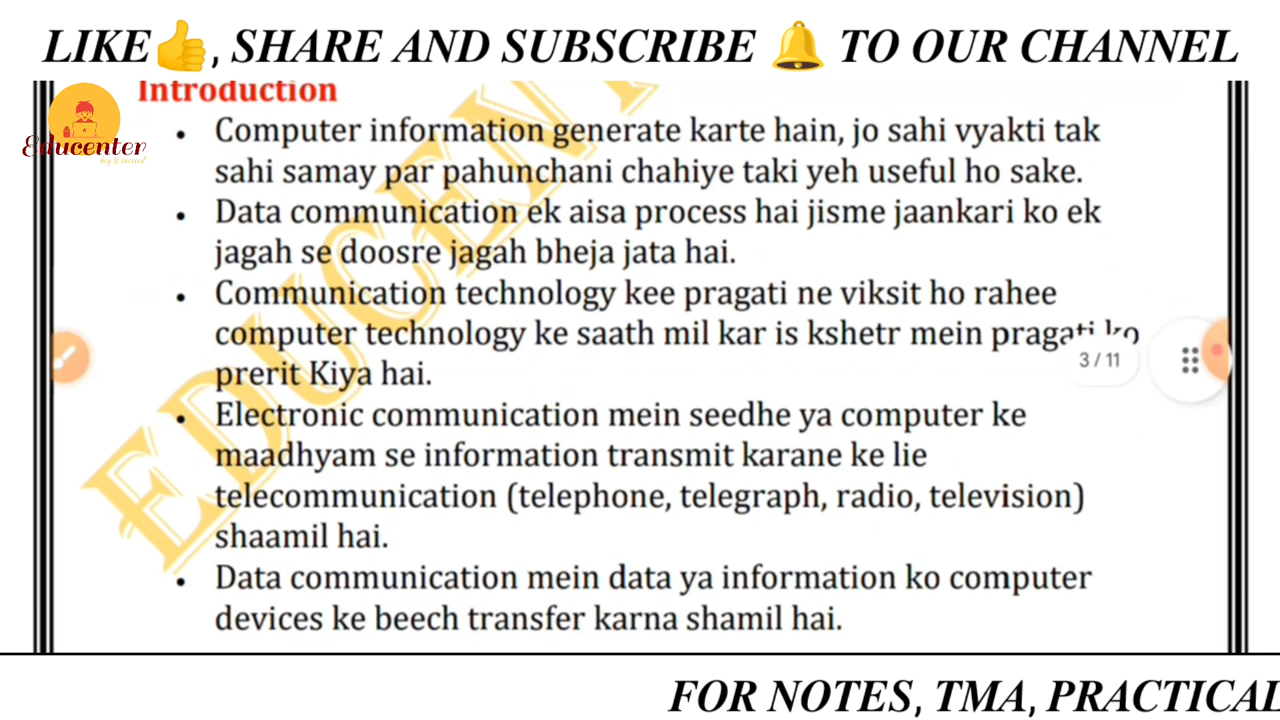 LIKE👍, SHARE AND SUBSCRIBE 🔔 TO OUR CHANNEL
Introduction
Educenter
key to succeed
• Computer information generate karte hain, jo sahi vyakti tak
sahi samay par pahunchani chahiye taki yeh useful ho sake.
• Data communication ek aisa process hai jisme jaankari ko ek
jagah se doosre jagah bheja jata hai.
• Communication technology kee pragati ne viksit ho rahee
computer technology ke saath mil kar is kshetr mein pragati ko
prerit Kiya hai.
3 / 11
• Electronic communication mein seedhe ya computer ke
maadhyam se information transmit karane ke lie
telecommunication (telephone, telegraph, radio, television)
shaamil hai.
• Data communication mein data ya information ko computer
devices ke beech transfer karna shamil hai.
EDUCEN
FOR NOTES, TMA, PRACTICAL